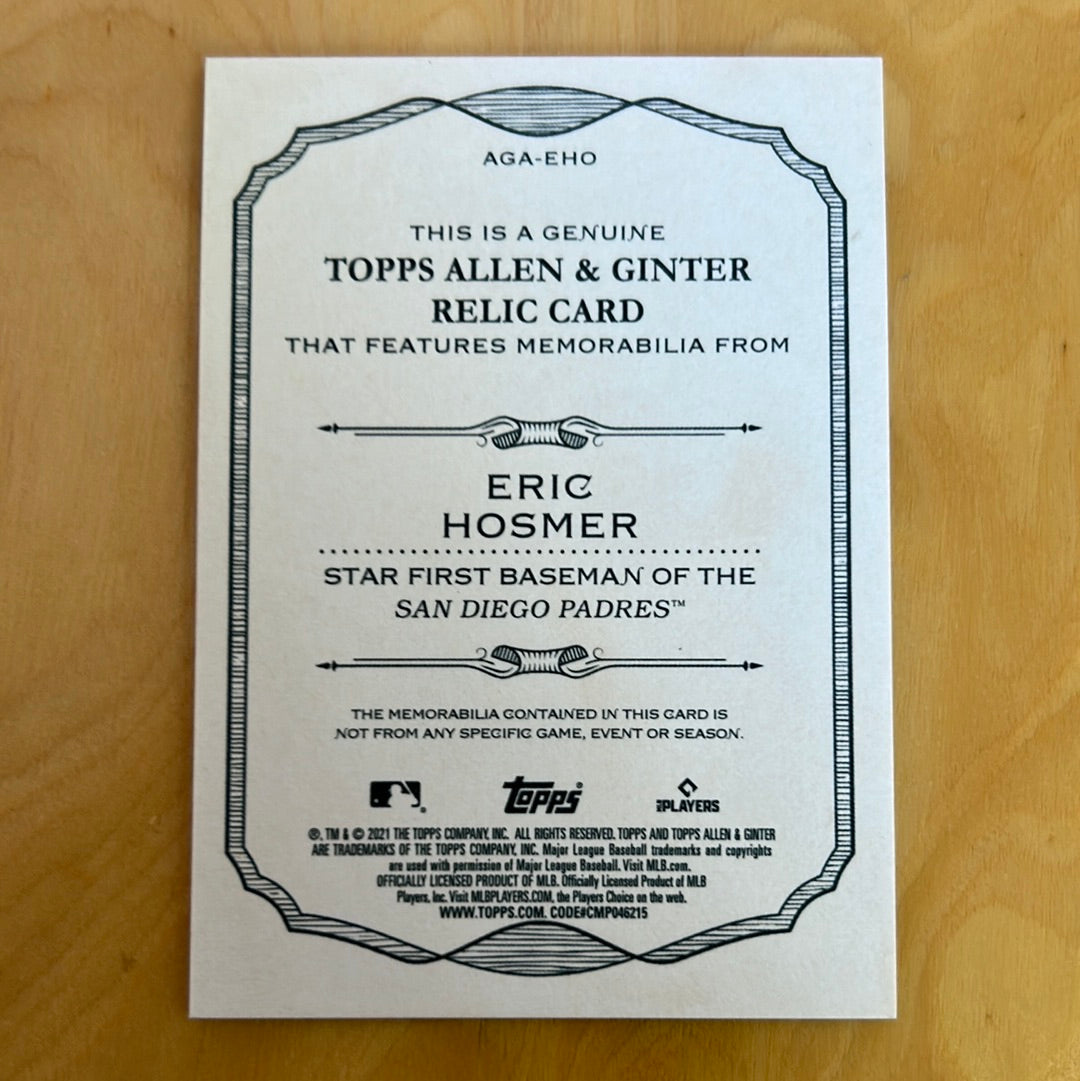 AGA-EHO
THIS IS A GENUINE
TOPPS ALLEN & GINTER
RELIC CARD
THAT FEATURES MEMORABILIA FROM
ERIC
HOSMER
STAR FIRST BASEMAN OF THE
SAN DIEGO PADRES™
THE MEMORABILIA CONTAINED IN THIS CARD IS
NOT FROM ANY SPECIFIC GAME, EVENT OR SEASON.
topps® PLAYERS
®, TM & © 2021 THE TOPPS COMPANY, INC. ALL RIGHTS RESERVED. TOPPS AND TOPPS ALLEN & GINTER
ARE TRADEMARKS OF THE TOPPS COMPANY, INC. Major League Baseball trademarks and copyrights
are used with permission of Major League Baseball. Visit MLB.com.
OFFICIALLY LICENSED PRODUCT OF MLB. Officially Licensed Product of MLB
Players, Inc. Visit MLBPLAYERS.COM, the Players Choice on the web.
WWW.TOPPS.COM. CODE#CMP046215